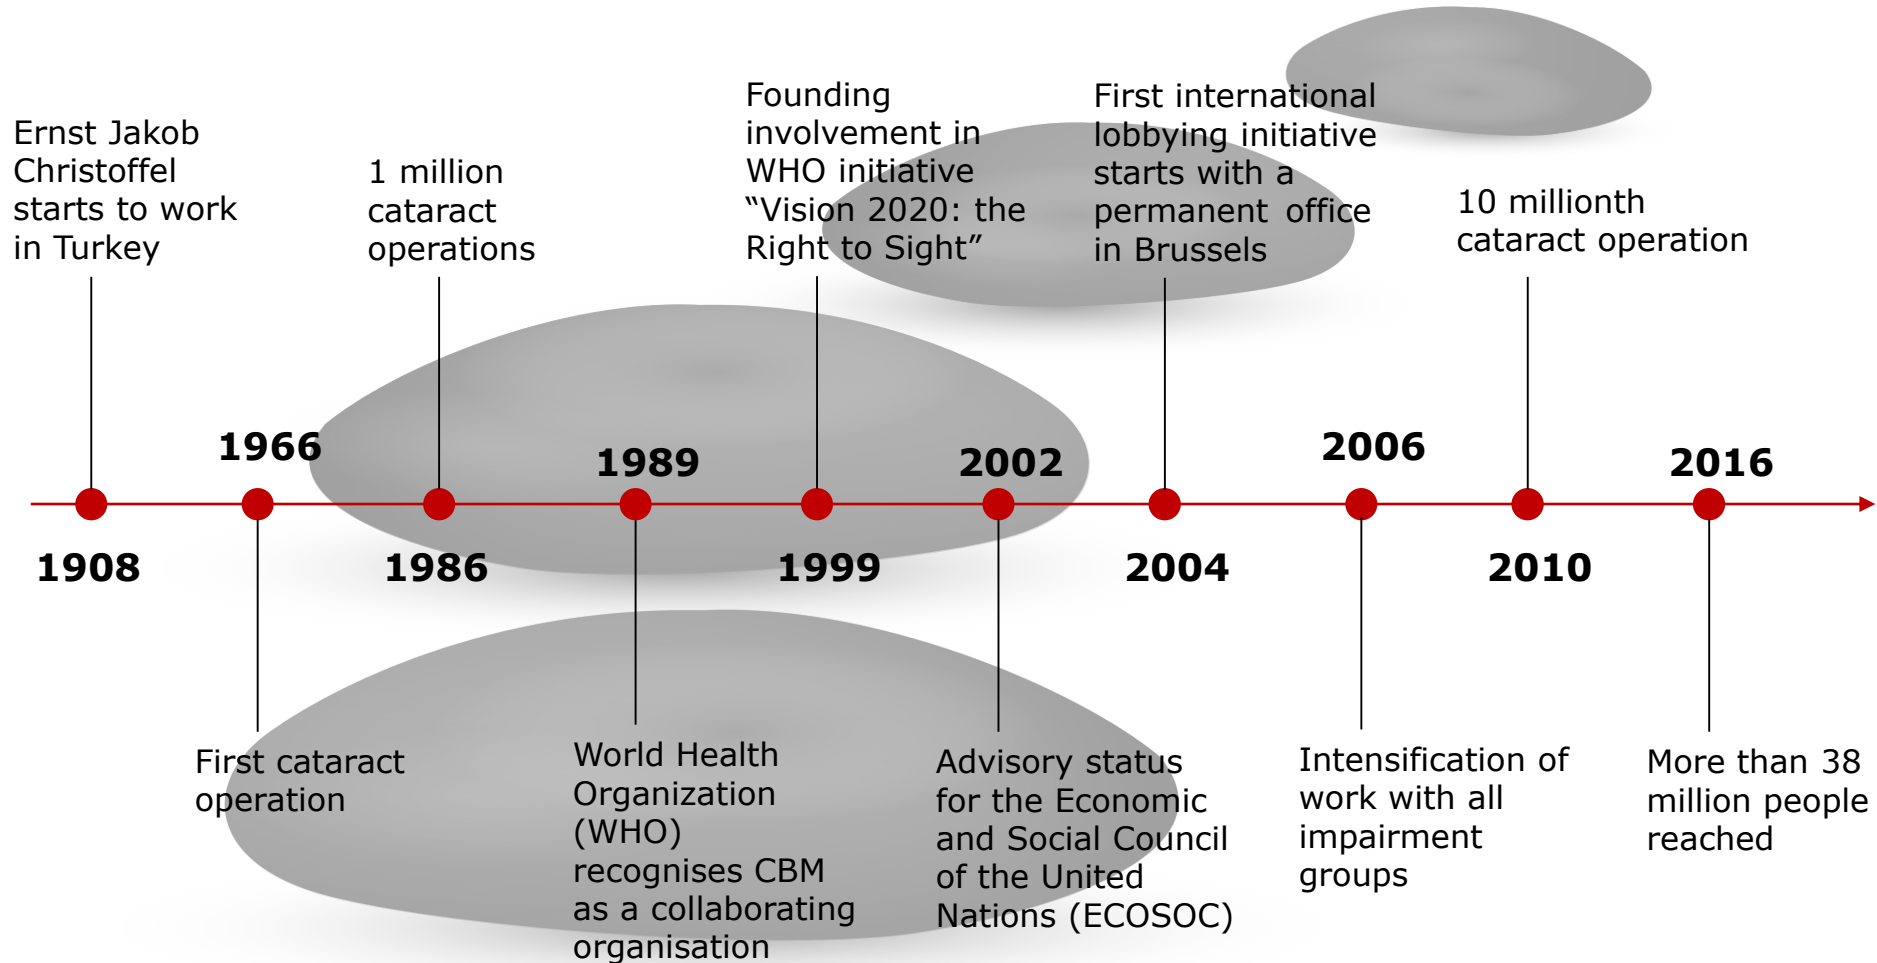 Ernst Jakob
Christoffel
starts to work
in Turkey
1908
1966
First cataract
operation
1 million
cataract
operations
1986
1989
World Health
Organization
(WHO)
recognises CBM
as a collaborating
organisation
Founding
involvement in
WHO initiative
“Vision 2020: the
Right to Sight”
1999
2002
Advisory status
for the Economic
and Social Council
of the United
Nations (ECOSOC)
First international
lobbying initiative
starts with a
permanent office
in Brussels
2004
2006
Intensification of
work with all
impairment
groups
10 millionth
cataract operation
2010
2016
More than 38
million people
reached